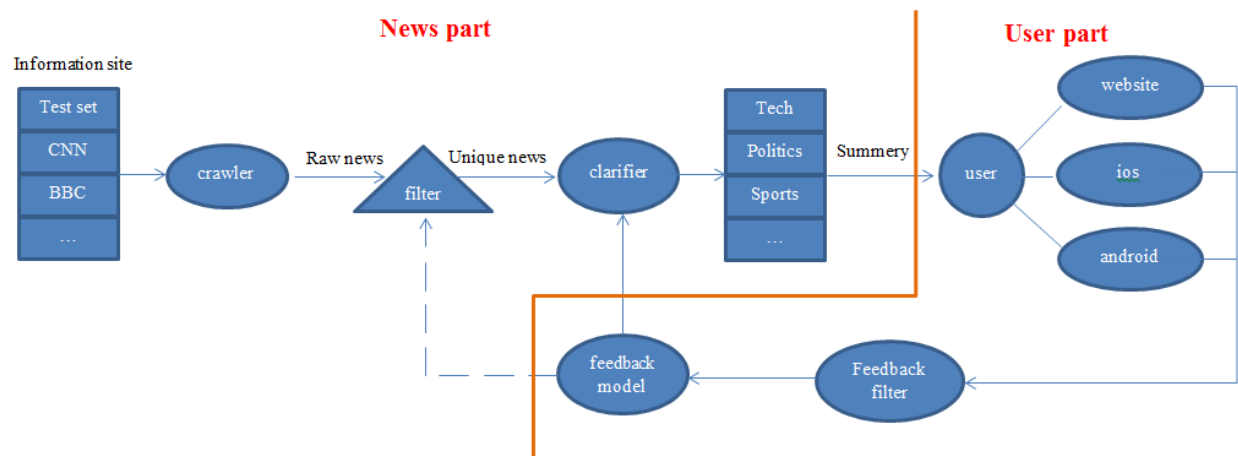 News part
User part
Information site
Test set
CNN
BBC
...
crawler
Raw news
filter
Unique news
clarifier
Tech
Politics
Sports
...
Summery
user
website
ios
android
feedback
model
Feedback
filter